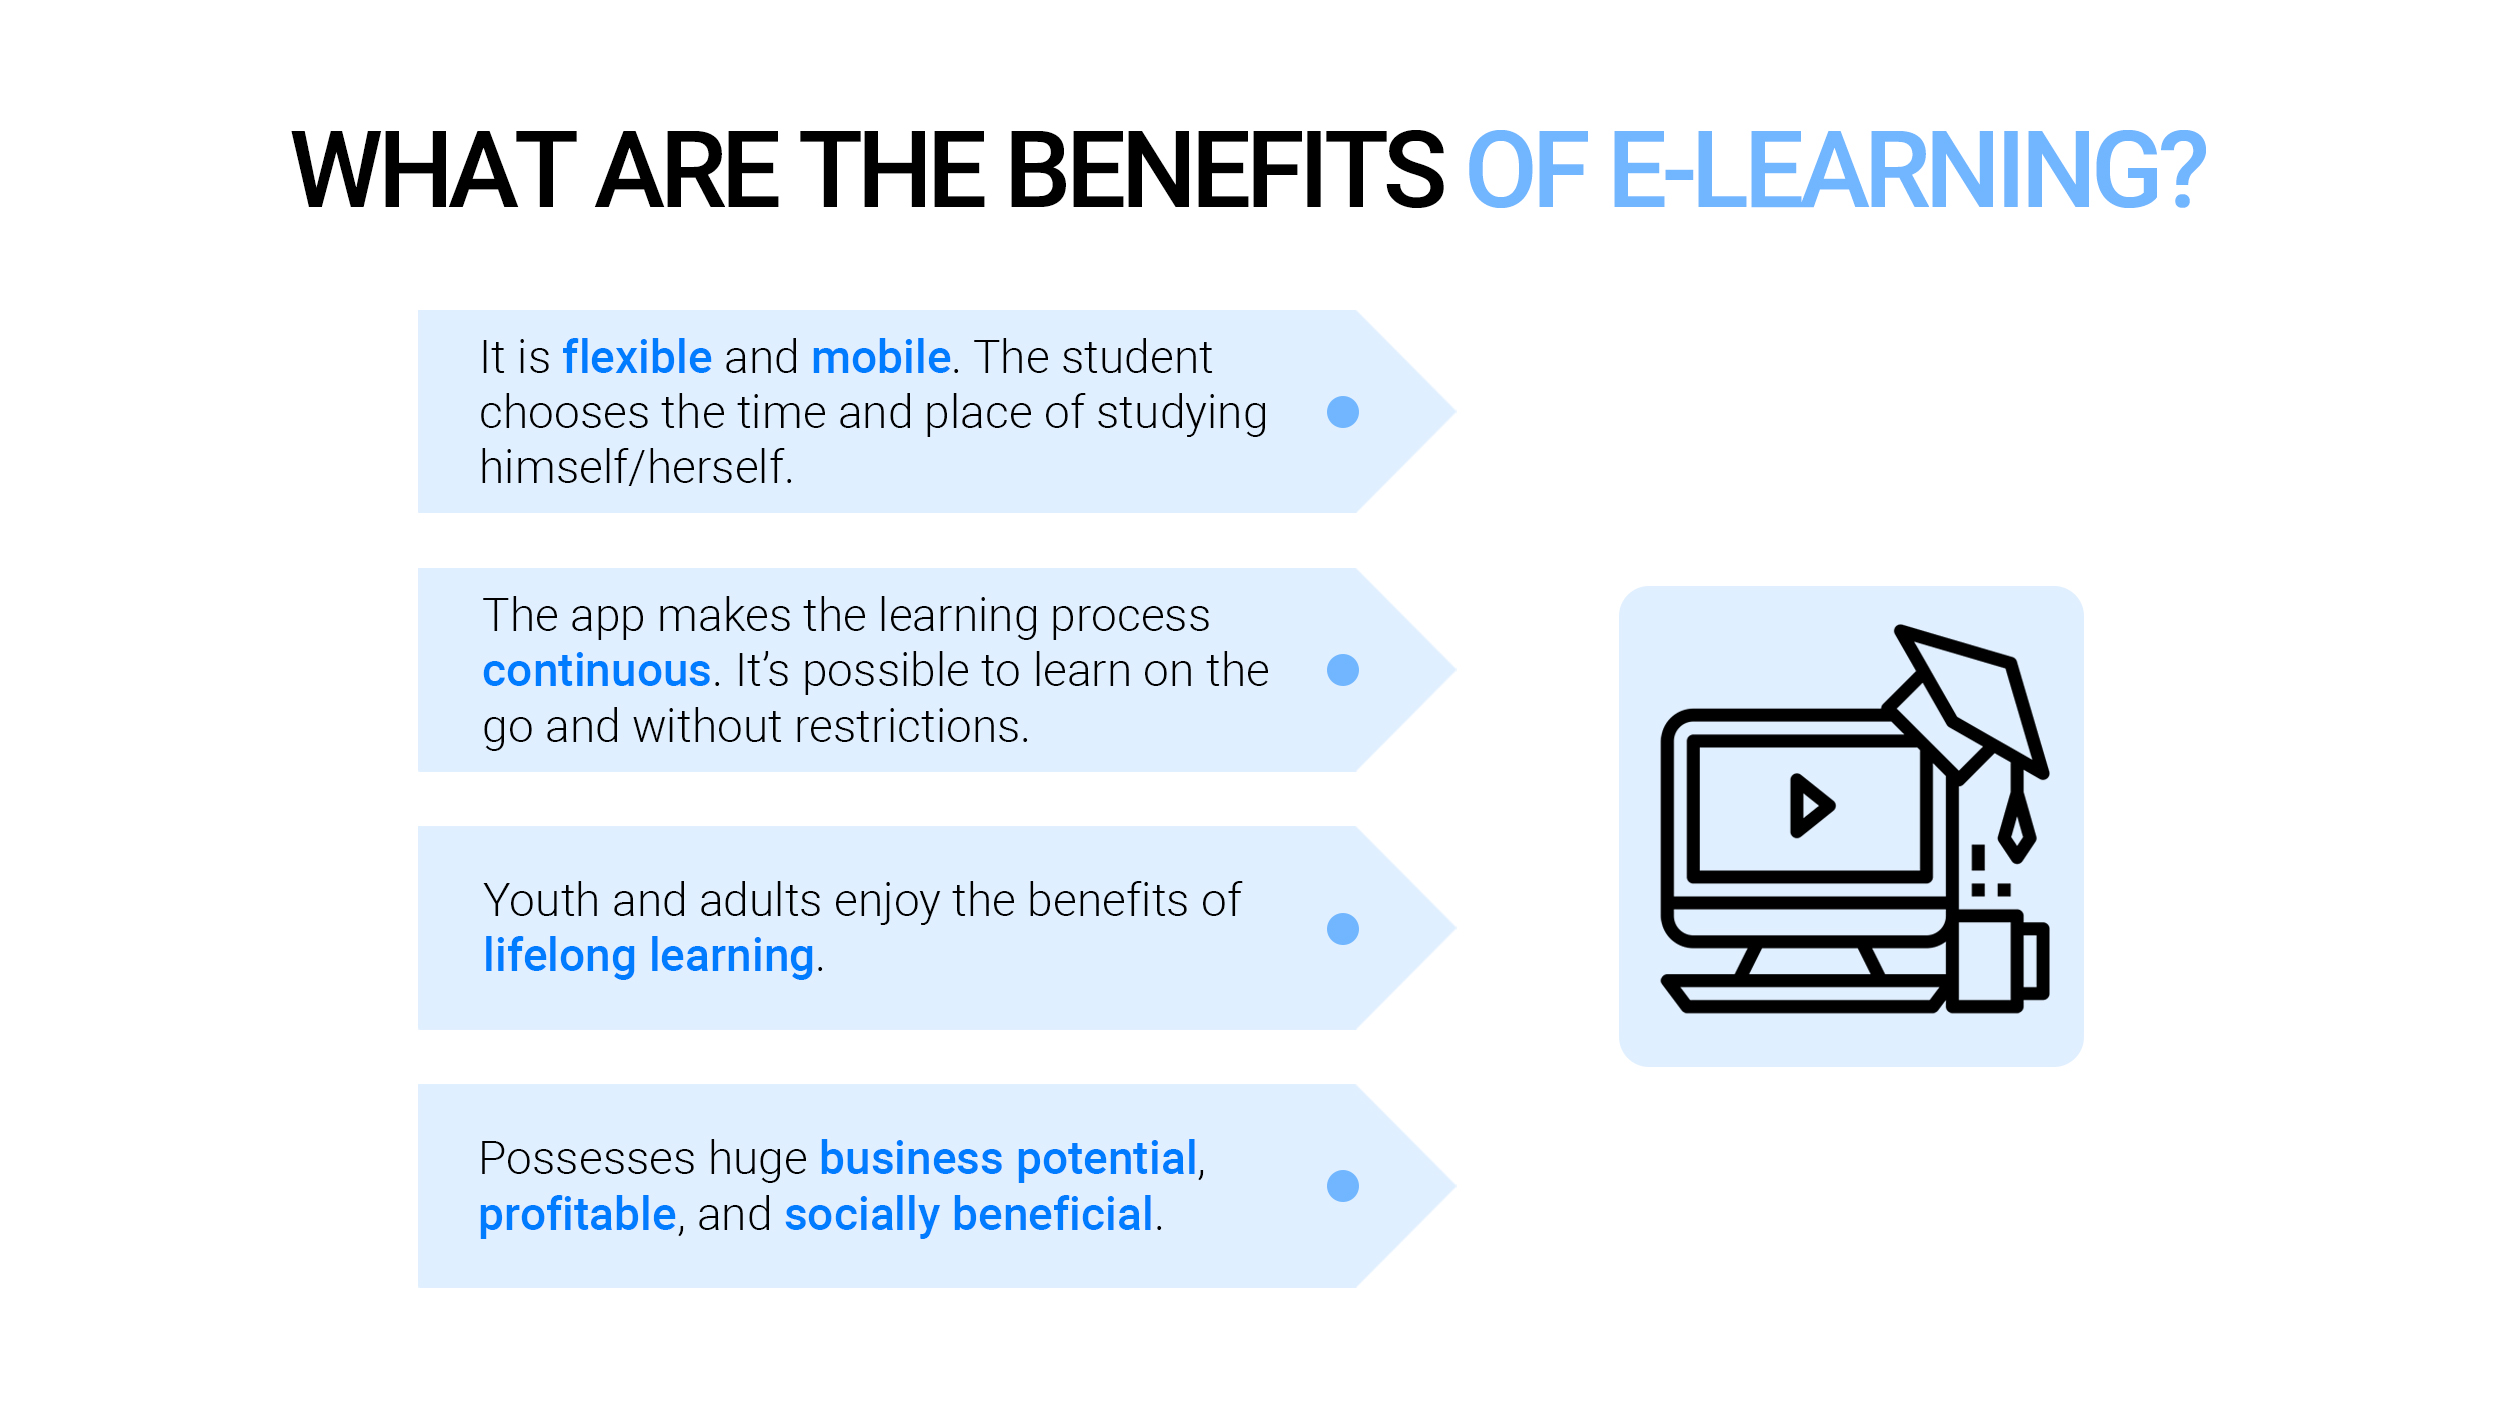 WHAT ARE THE BENEFITS OF E-LEARNING?
It is flexible and mobile. The student
chooses the time and place of studying
himself/herself.
The app makes the learning process
continuous. It’s possible to learn on the
go and without restrictions.
Youth and adults enjoy the benefits of
lifelong learning.
Possesses huge business potential,
profitable, and socially beneficial.